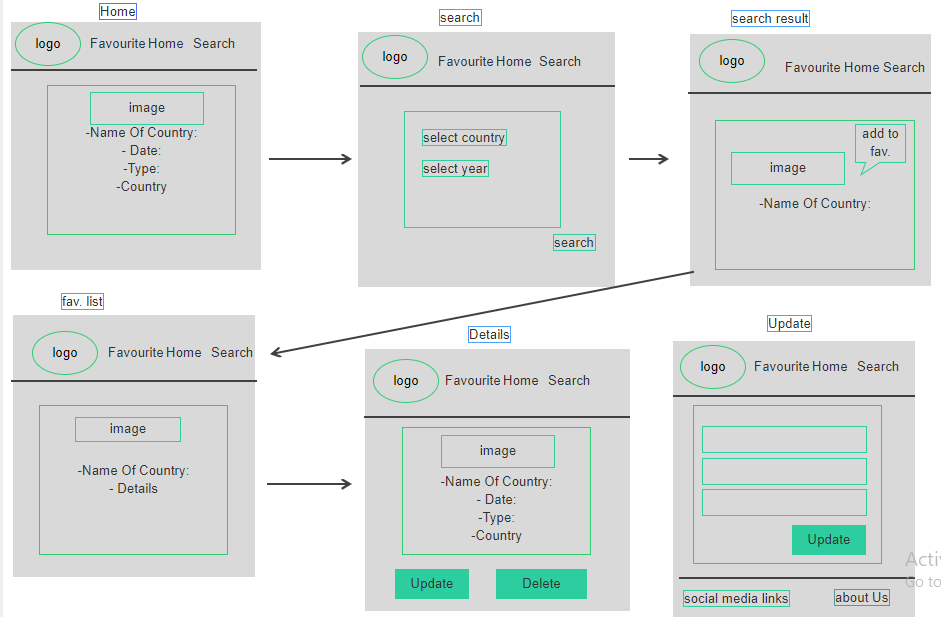 Home
logo
Favourite Home Search
image
-Name Of Country:
- Date:
-Type:
-Country
search
logo
Favourite Home Search
select country
select year
search
search result
logo
Favourite Home Search
add to
fav.
image
-Name Of Country:
fav. list
logo
Favourite Home Search
image
-Name Of Country:
- Details
Details
logo
Favourite Home Search
image
-Name Of Country:
- Date:
-Type:
-Country
Update
Delete
Update
logo
Favourite Home Search
Update
social media links
about Us
Acti
Go to